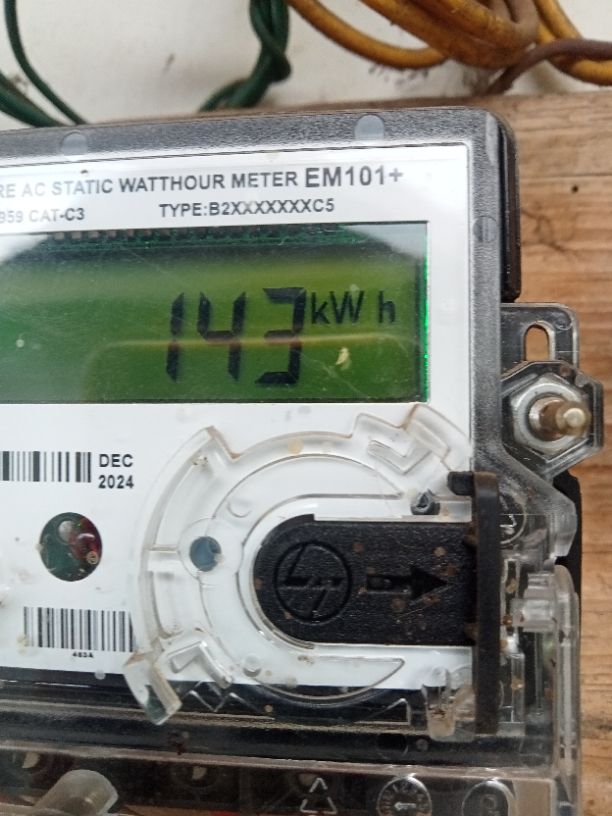 RE AC STATIC WATTHOUR METER EM101+
959 CAT-C3 TYPE:B2XXXXXXXC5
143 kWh
DEC
2024